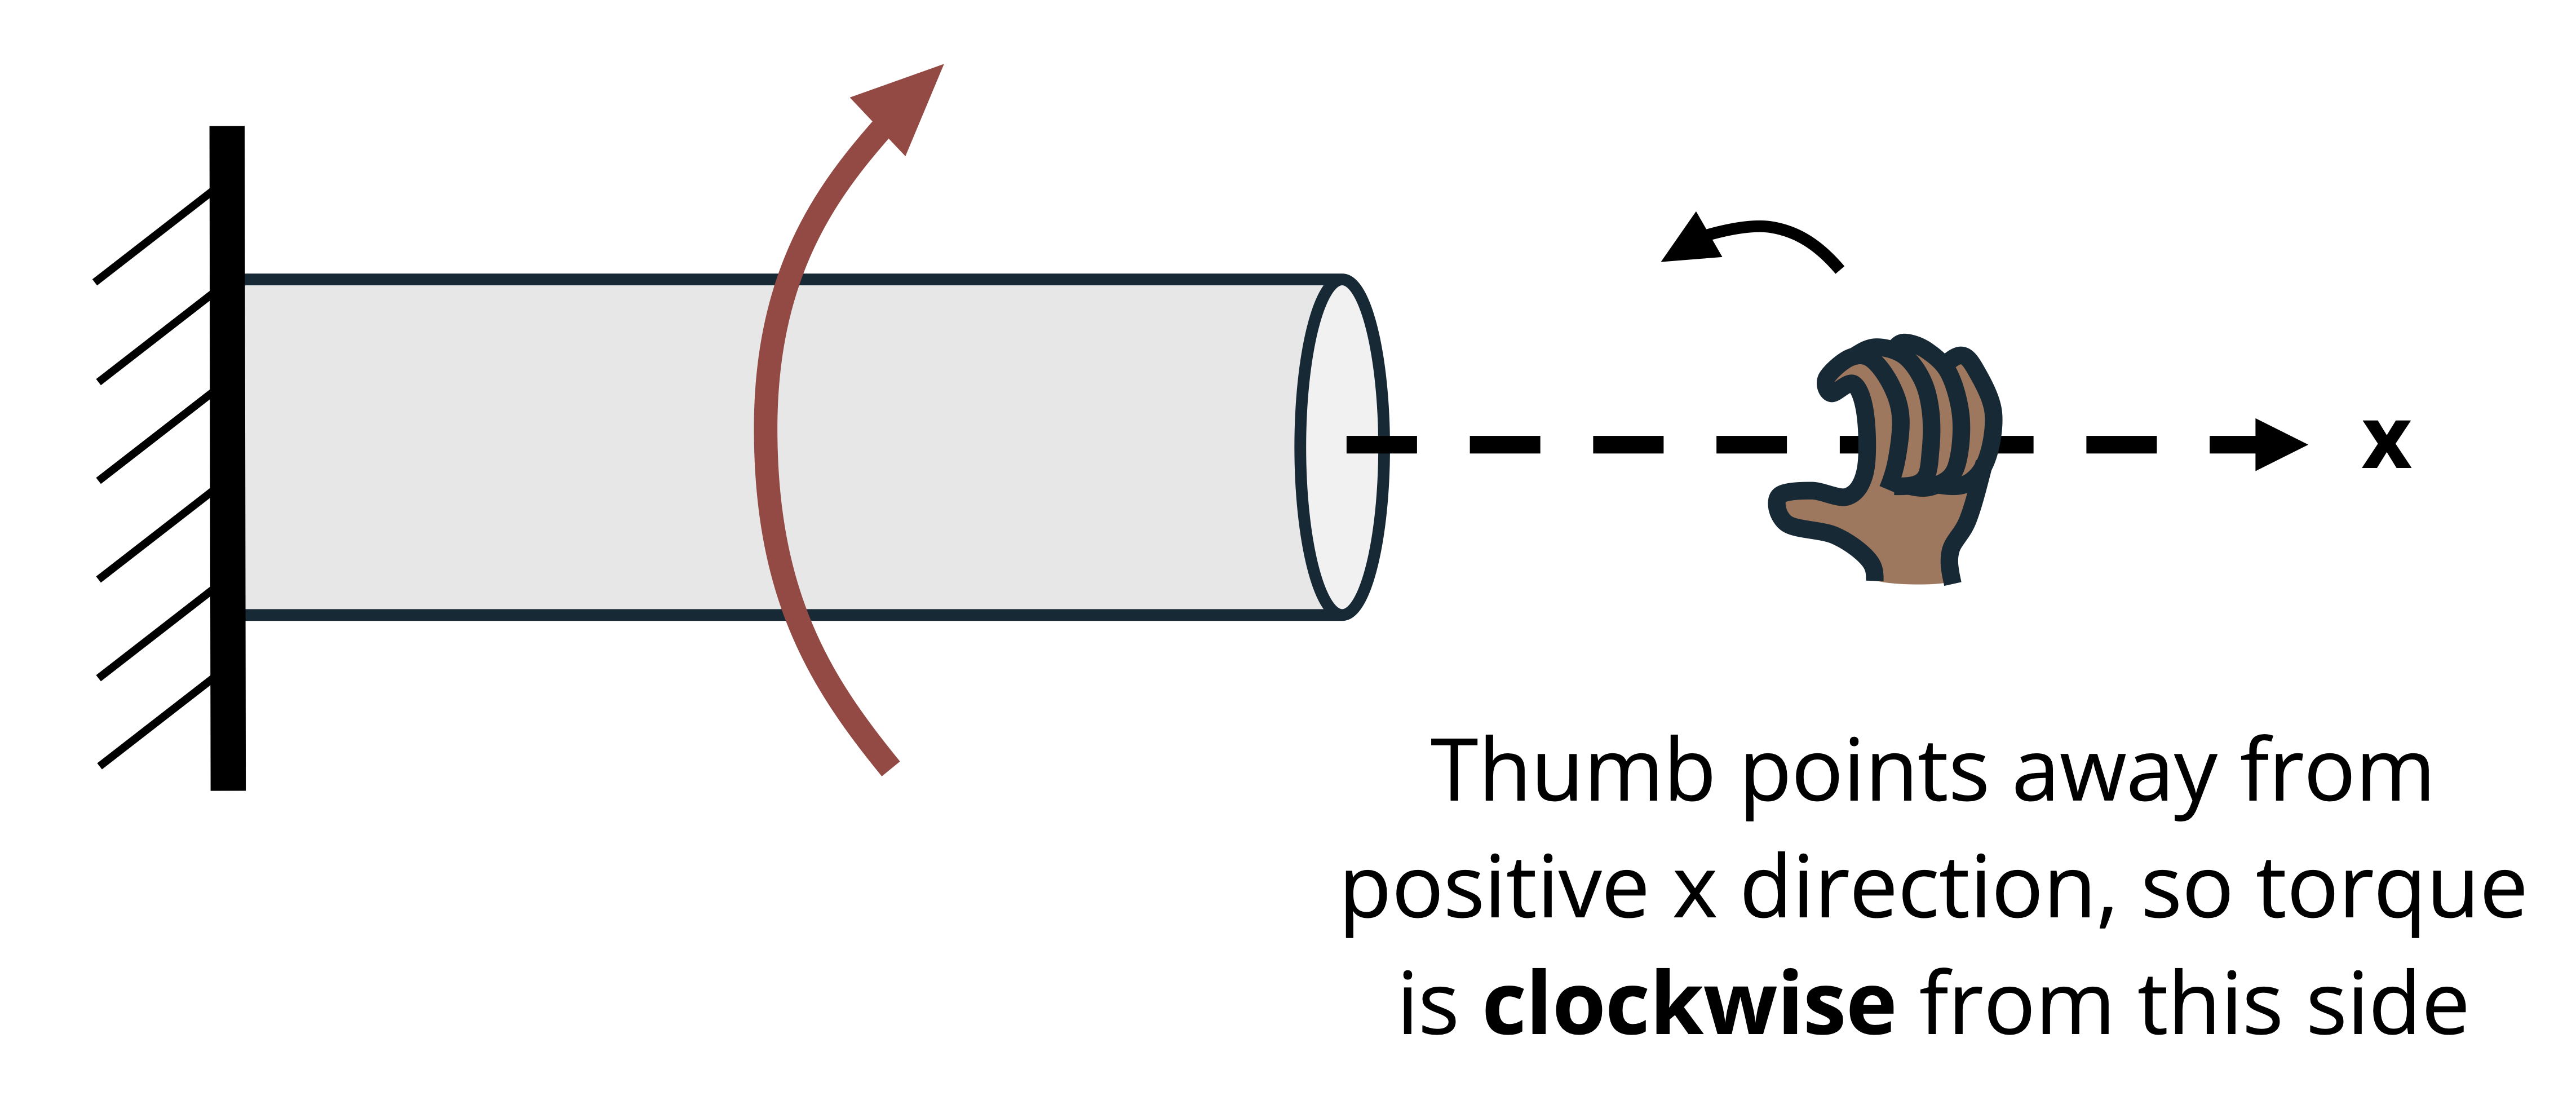 x
Thumb points away from
positive x direction, so torque
is clockwise from this side